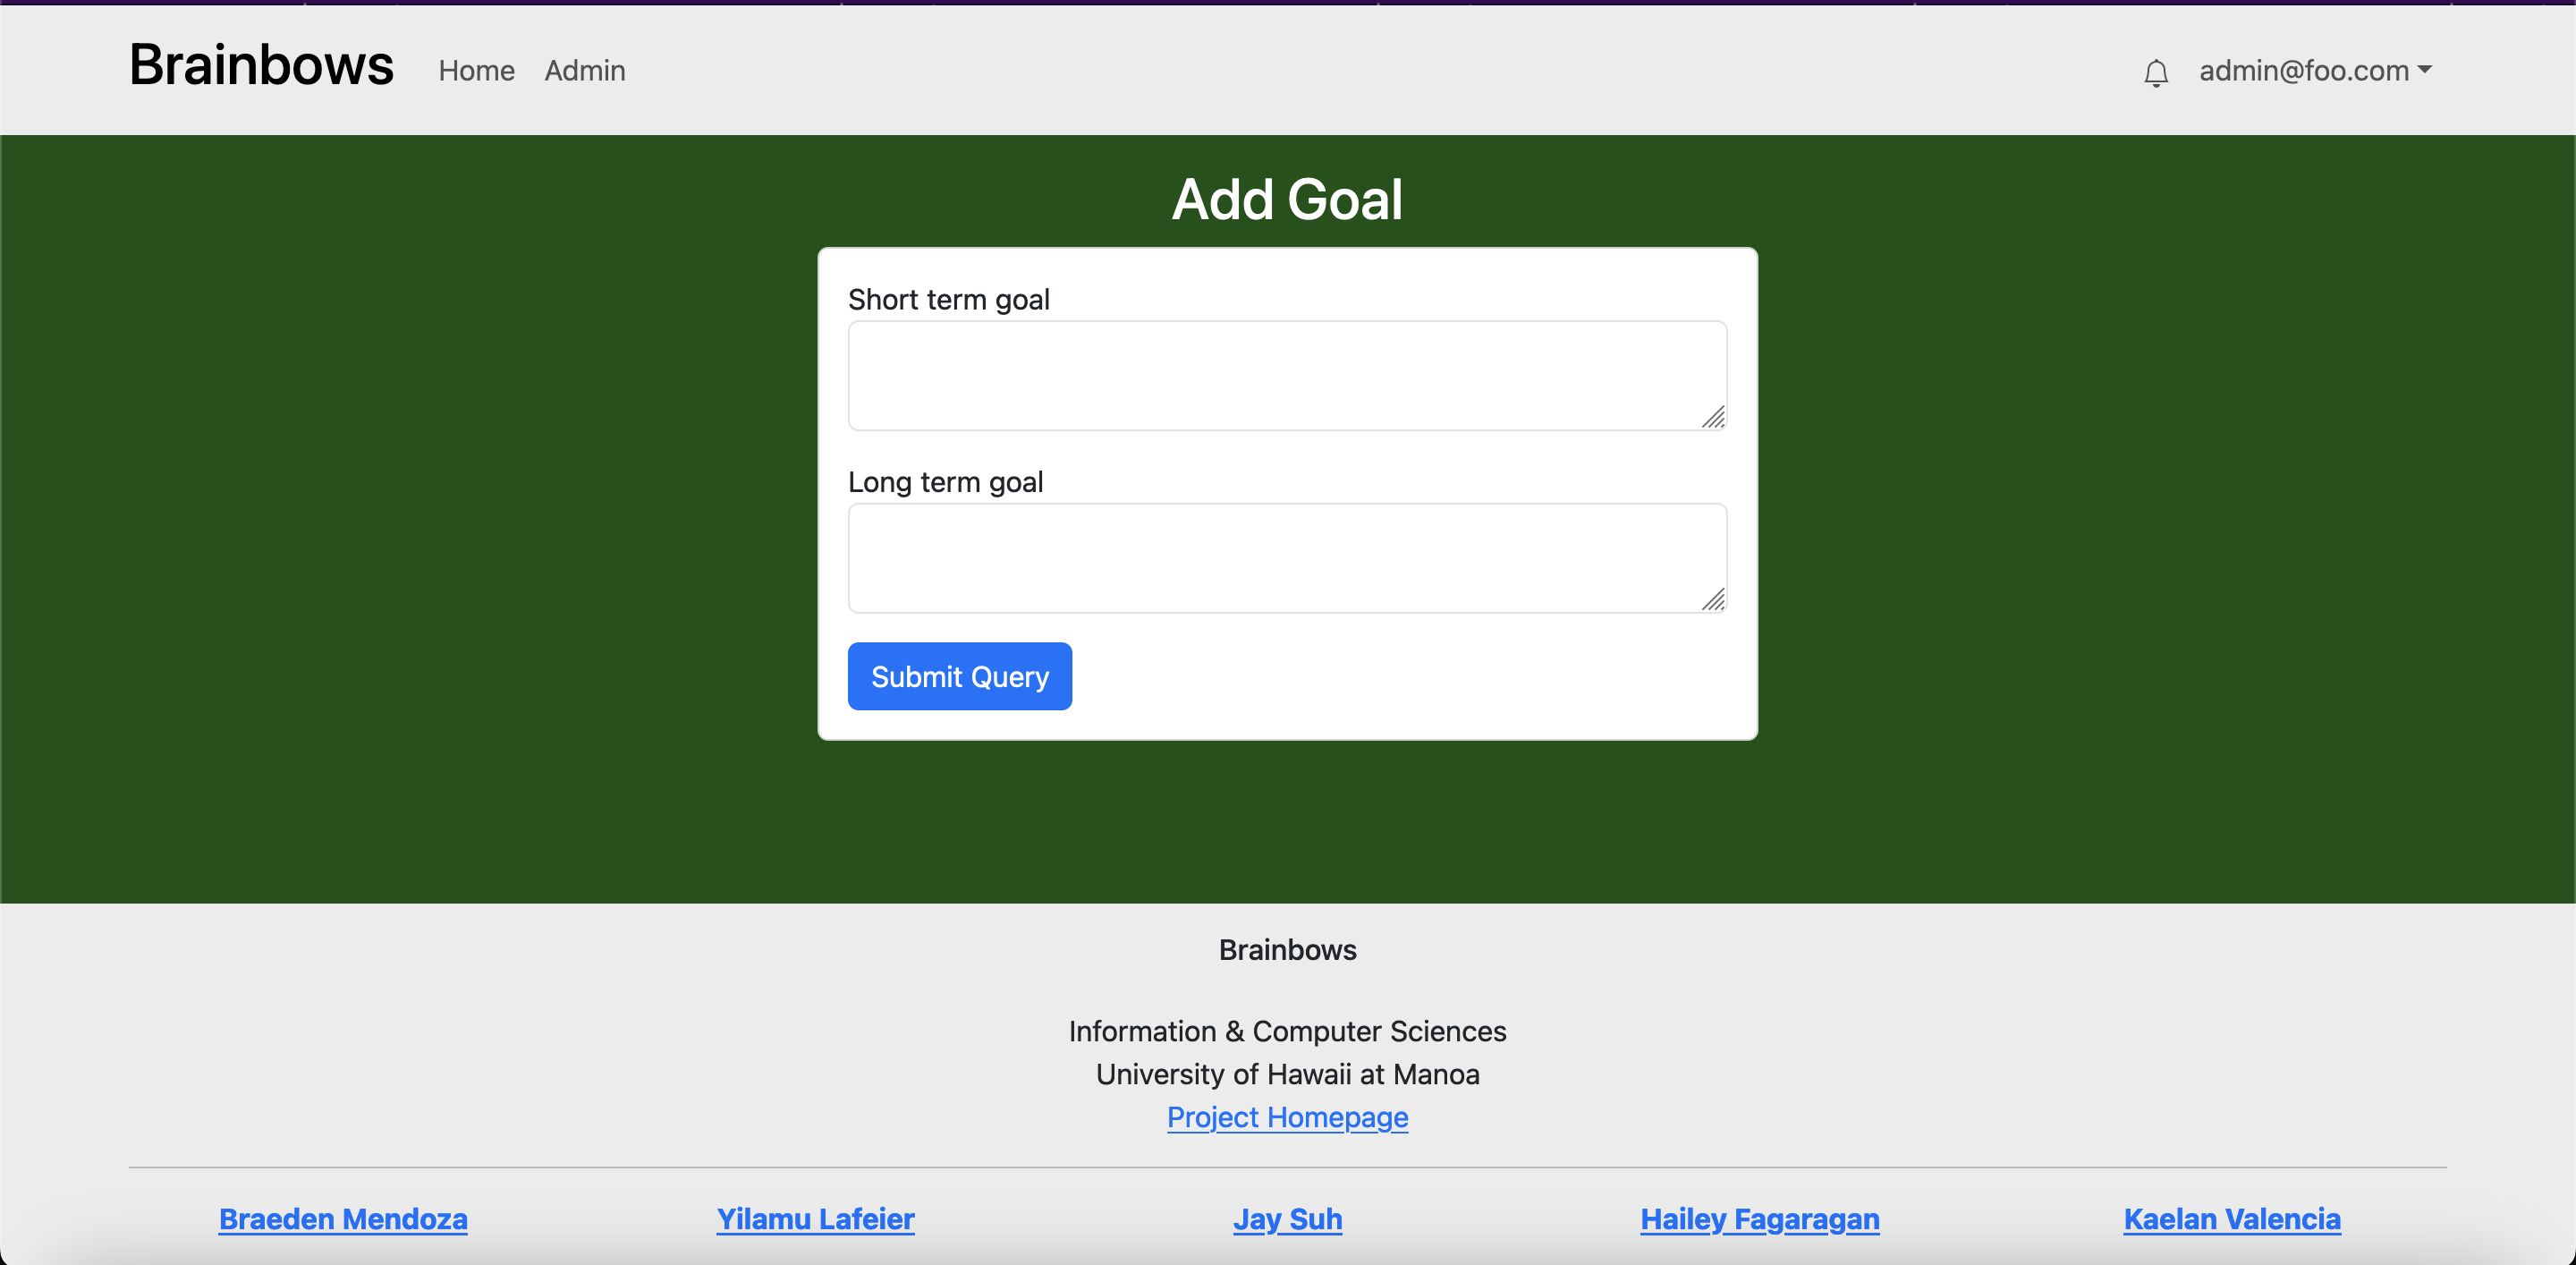 Brainbows Home Admin admin@foo.com
Add Goal
Short term goal
Long term goal
Submit Query
Brainbows
Information & Computer Sciences
University of Hawaii at Manoa
Project Homepage
Braeden Mendoza Yilamu Lafeier Jay Suh Hailey Fagaragan Kaelan Valencia